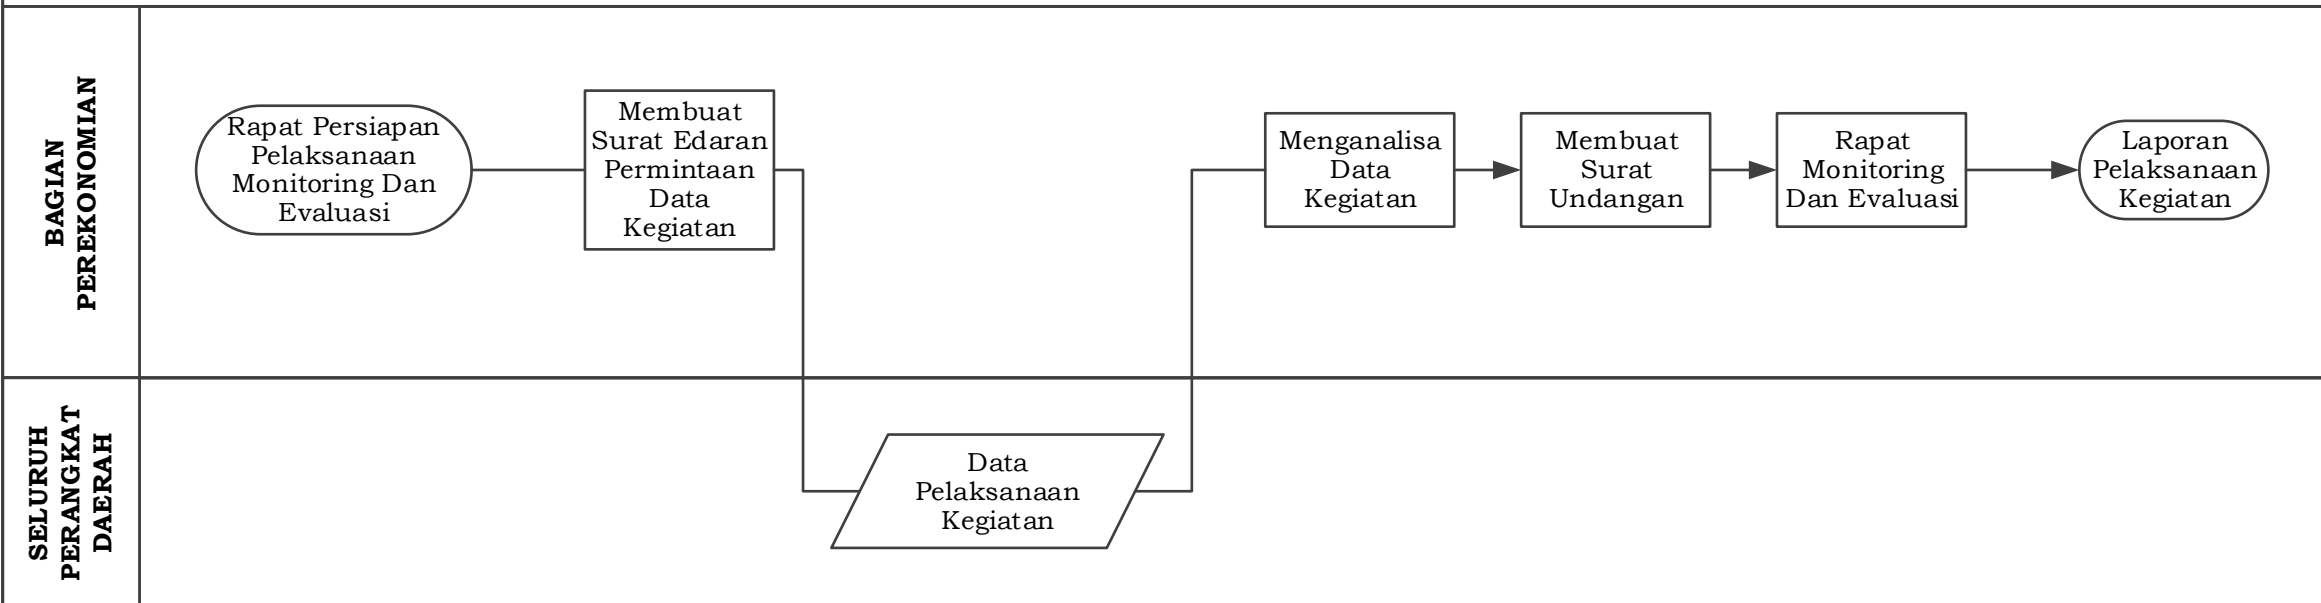 BAGIAN
PEREKONOMIAN
Rapat Persiapan
Pelaksanaan
Monitoring Dan
Evaluasi
Membuat
Surat Edaran
Permintaan
Data
Kegiatan
Menganalisa
Data
Kegiatan
Membuat
Surat
Undangan
Rapat
Monitoring
Dan Evaluasi
Laporan
Pelaksanaan
Kegiatan
SELURUH
PERANGKAT
DAERAH
Data
Pelaksanaan
Kegiatan